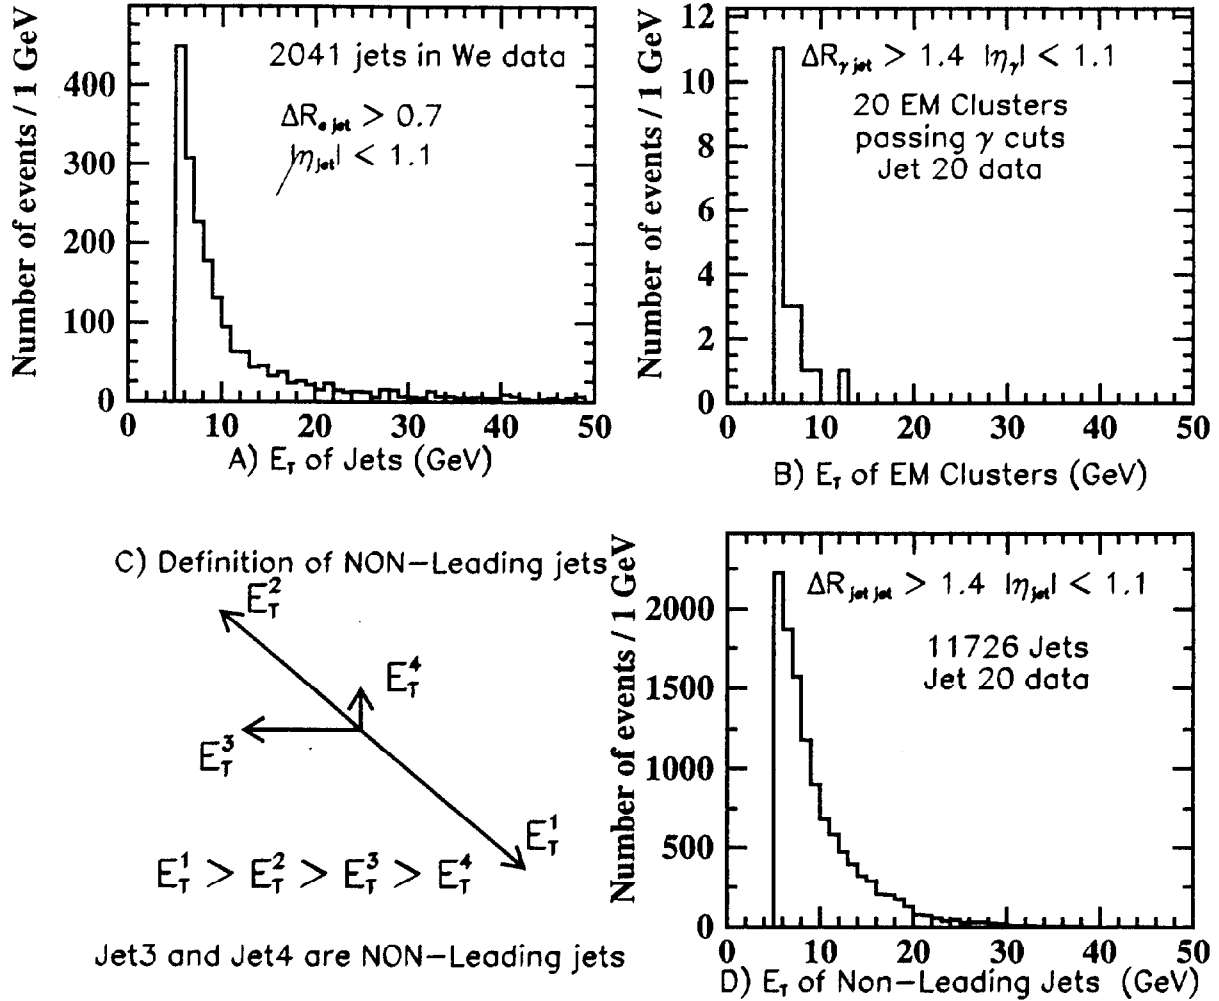 Number of events / 1 GeV
400
300
200
100
0
2041 jets in We data
ΔR e jet > 0.7
|η jet| < 1.1
0 10 20 30 40 50
A) E_T of Jets (GeV)
Number of events / 1 GeV
12
10
8
6
4
2
0
ΔR γ jet > 1.4 |η γ| < 1.1
20 EM Clusters
passing γ cuts
Jet 20 data
0 10 20 30 40 50
B) E_T of EM Clusters (GeV)
C) Definition of NON-Leading jets
E_T^2
E_T^4
E_T^3
E_T^1
E_T^1 > E_T^2 > E_T^3 > E_T^4
Jet3 and Jet4 are NON-Leading jets
Number of events / 1 GeV
2000
1500
1000
500
0
ΔR jet jet > 1.4 |η jet| < 1.1
11726 Jets
Jet 20 data
0 10 20 30 40 50
D) E_T of Non-Leading Jets (GeV)